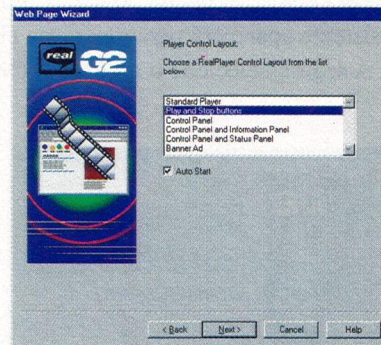 Web Page Wizard
real G2
Player Control Layout:
Choose a RealPlayer Control Layout from the list
below.
Standard Player
Play and Stop buttons
Control Panel
Control Panel and Information Panel
Control Panel and Status Panel
Banner Ad
Auto Start
< Back
Next >
Cancel
Help